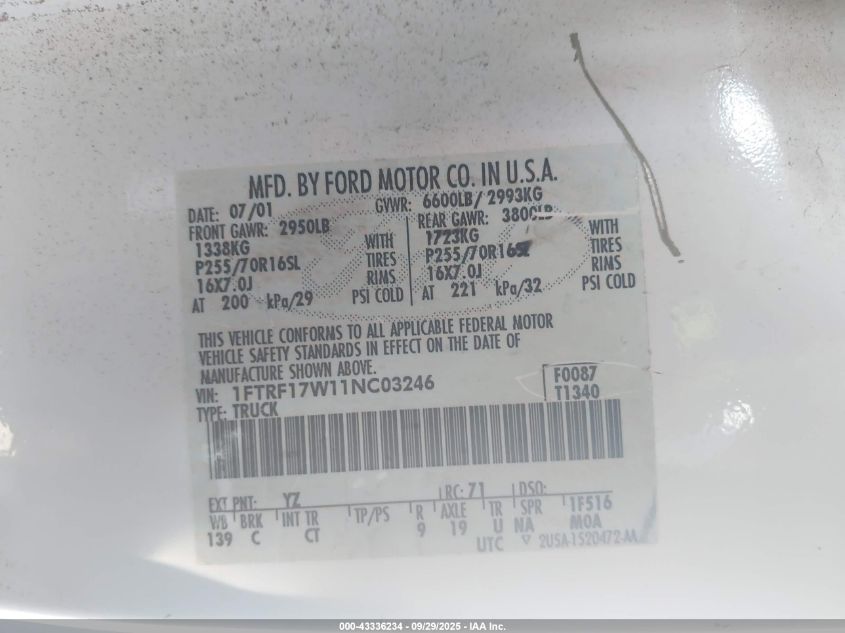 MFD. BY FORD MOTOR CO. IN U.S.A.
DATE: 07/01 GVWR: 6600LB/ 2993KG
FRONT GAWR: 2950LB REAR GAWR: 3800LB
1338KG WITH 1723KG WITH
P255/70R16SL TIRES P255/70R16SL TIRES
16X7.0J RIMS 16X7.0J RIMS
AT 200 kPa/29 PSI COLD AT 221 kPa/32 PSI COLD
THIS VEHICLE CONFORMS TO ALL APPLICABLE FEDERAL MOTOR
VEHICLE SAFETY STANDARDS IN EFFECT ON THE DATE OF
MANUFACTURE SHOWN ABOVE.
VIN: 1FTRF17W11NC03246 F0087
TYPE: TRUCK T1340
EXT PNT: YZ RC: 71 DSO:
WB BRK INT TR TP/PS R AXLE TR SPR 1F516
139 C CT 9 19 U NA MOA
UTC ▽ 2U5A-1520472-AA
000-43336234 - 09/29/2025 - IAA Inc.